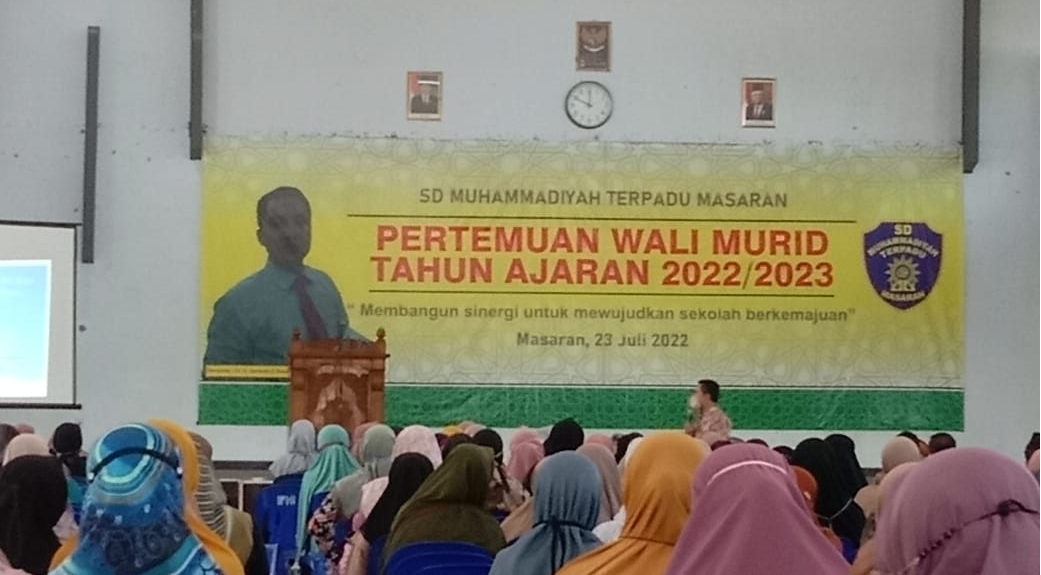 SD MUHAMMADIYAH TERPADU MASARAN
PERTEMUAN WALI MURID
TAHUN AJARAN 2022/2023
" Membangun sinergi untuk mewujudkan sekolah berkemajuan"
Masaran, 23 Juli 2022
SD
MUHAMMADIYAH
TERPADU
MASARAN